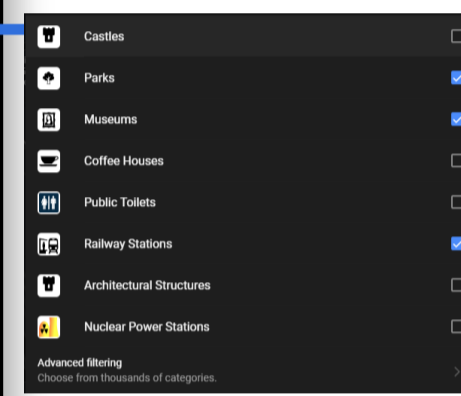 Castles
Parks
Museums
Coffee Houses
Public Toilets
Railway Stations
Architectural Structures
Nuclear Power Stations
Advanced filtering
Choose from thousands of categories.